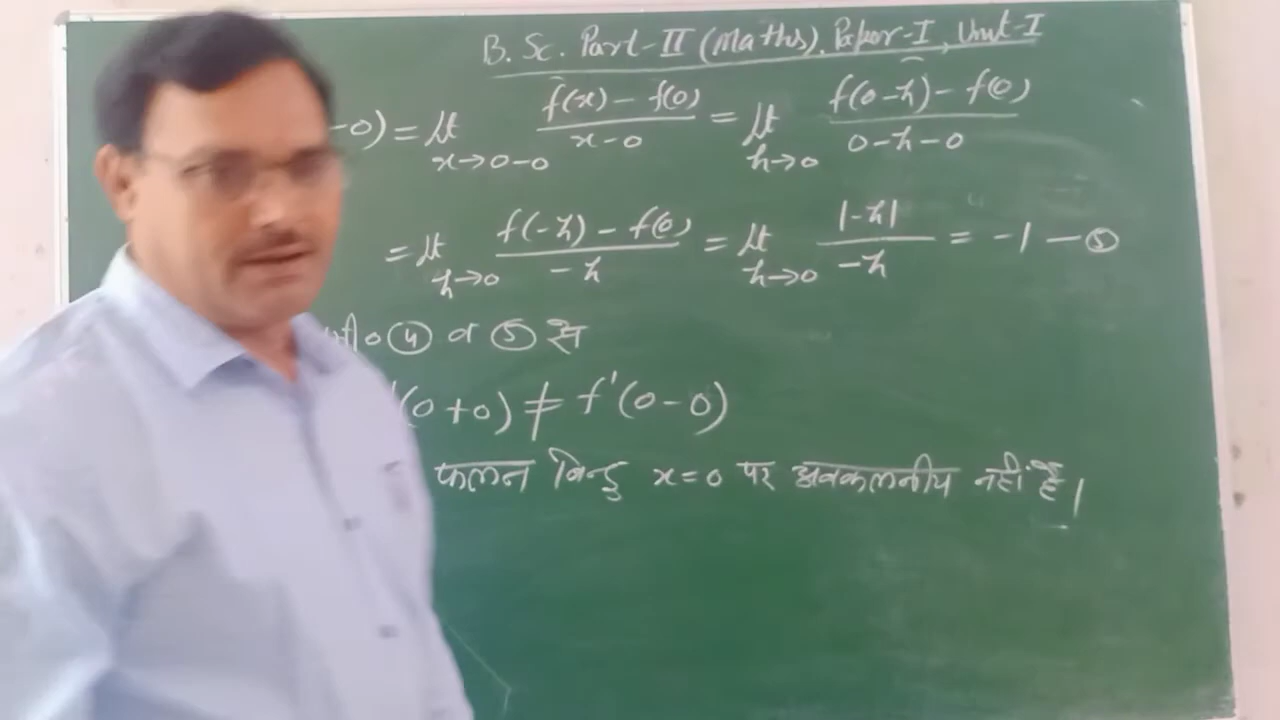 B. Sc. Part-II (Maths), Paper-I, Unit-I
-0) = lt x→0-0 f(x) - f(0) / x-0 = lt h→0 f(0-h) - f(0) / 0-h-0
= lt h→0 f(-h) - f(0) / -h = lt h→0 |-h| / -h = -1 — ⑤
④ व ⑤ से
'(0+0) ≠ f'(0-0)
फलन बिन्दु x=0 पर अवकलनीय नहीं है।